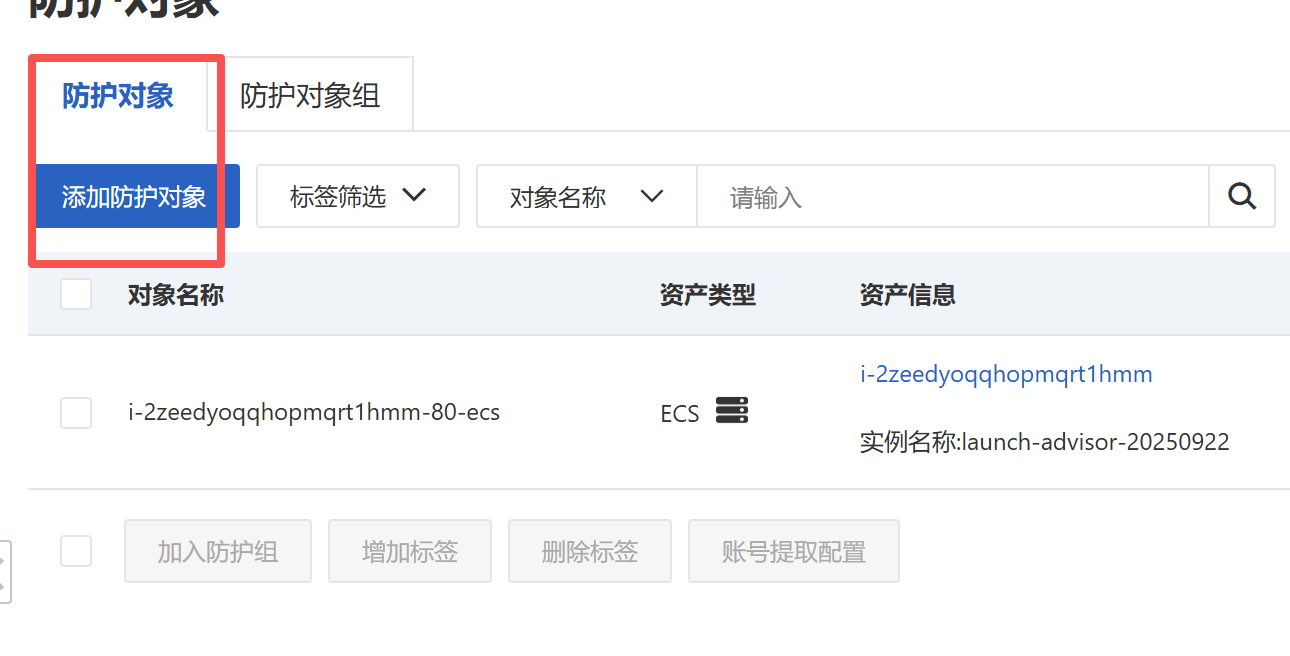 防护对象
防护对象 防护对象组
添加防护对象 标签筛选 对象名称 请输入
对象名称 资产类型 资产信息
i-2zeedyoqqhopmqrt1hmm
i-2zeedyoqqhopmqrt1hmm-80-ecs ECS
实例名称:launch-advisor-20250922
加入防护组 增加标签 删除标签 账号提取配置